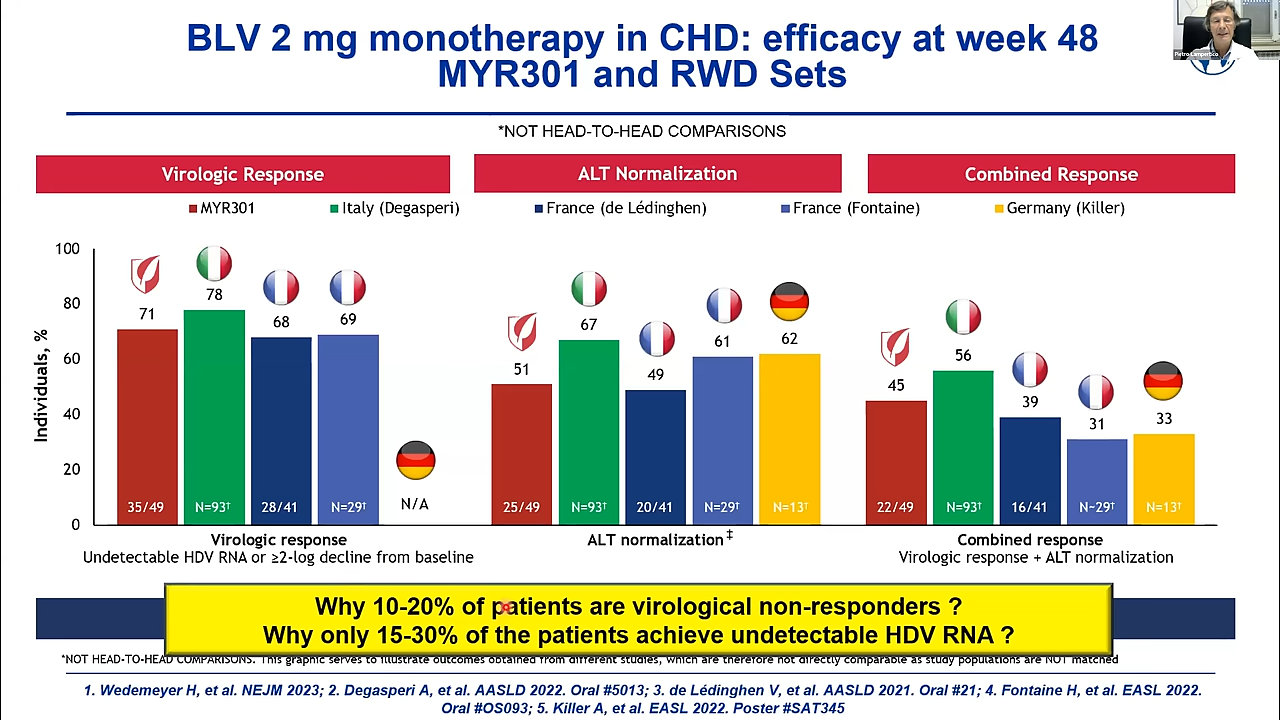 BLV 2 mg monotherapy in CHD: efficacy at week 48
MYR301 and RWD Sets
Pietro Lampertico
*NOT HEAD-TO-HEAD COMPARISONS
Virologic Response
ALT Normalization
Combined Response
MYR301
Italy (Degasperi)
France (de Lédinghen)
France (Fontaine)
Germany (Killer)
Individuals, %
100
80
60
40
20
0
71
78
68
69
N/A
35/49
N=93†
28/41
N=29†
51
67
49
61
62
25/49
N=93†
20/41
N=29†
N=13†
45
56
39
31
33
22/49
N=93†
16/41
N=29†
N=13†
Virologic response
Undetectable HDV RNA or ≥2-log decline from baseline
ALT normalization‡
Combined response
Virologic response + ALT normalization
Why 10-20% of patients are virological non-responders ?
Why only 15-30% of the patients achieve undetectable HDV RNA ?
*NOT HEAD-TO-HEAD COMPARISONS. This graphic serves to illustrate outcomes obtained from different studies, which are therefore not directly comparable as study populations are NOT matched
1. Wedemeyer H, et al. NEJM 2023; 2. Degasperi A, et al. AASLD 2022. Oral #5013; 3. de Lédinghen V, et al. AASLD 2021. Oral #21; 4. Fontaine H, et al. EASL 2022.
Oral #OS093; 5. Killer A, et al. EASL 2022. Poster #SAT345